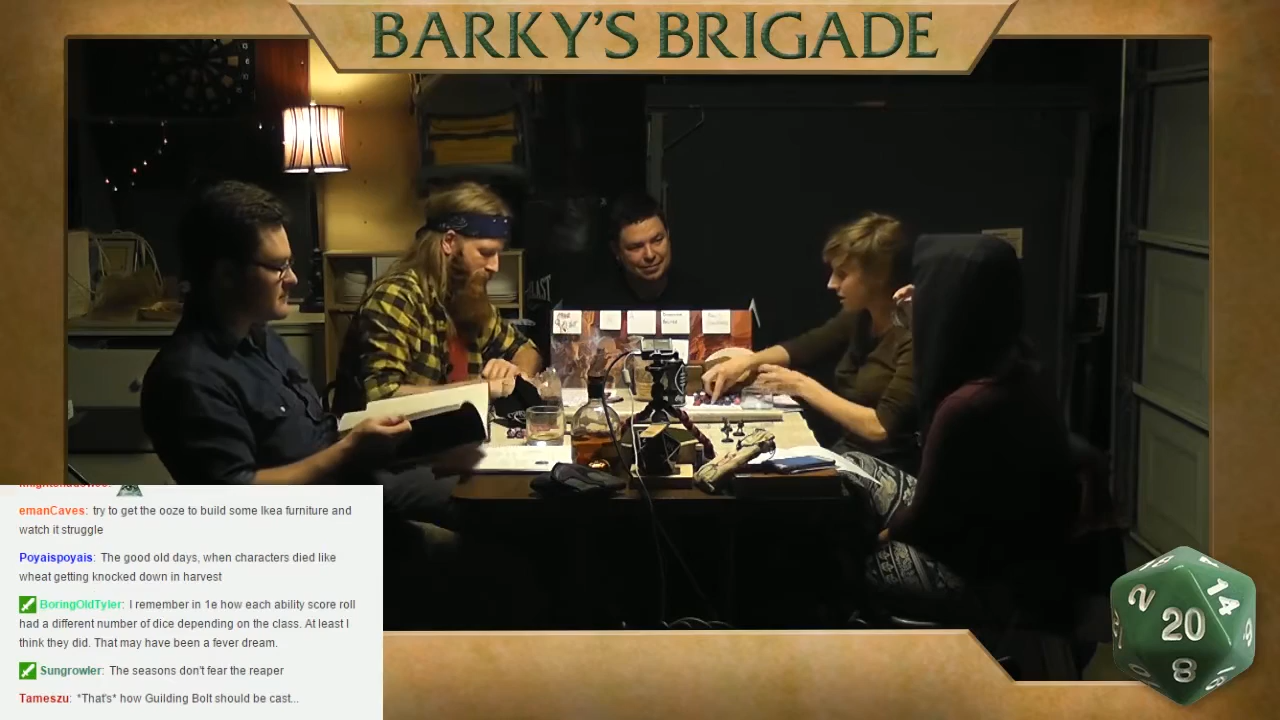 BARKY'S BRIGADE
emanCaves: try to get the ooze to build some Ikea furniture and
watch it struggle
Poyaispoyais: The good old days, when characters died like
wheat getting knocked down in harvest
BoringOldTyler: I remember in 1e how each ability score roll
had a different number of dice depending on the class. At least I
think they did. That may have been a fever dream.
Sungrowler: The seasons don't fear the reaper
Tameszu: *That's* how Guilding Bolt should be cast...
2
14
20
8